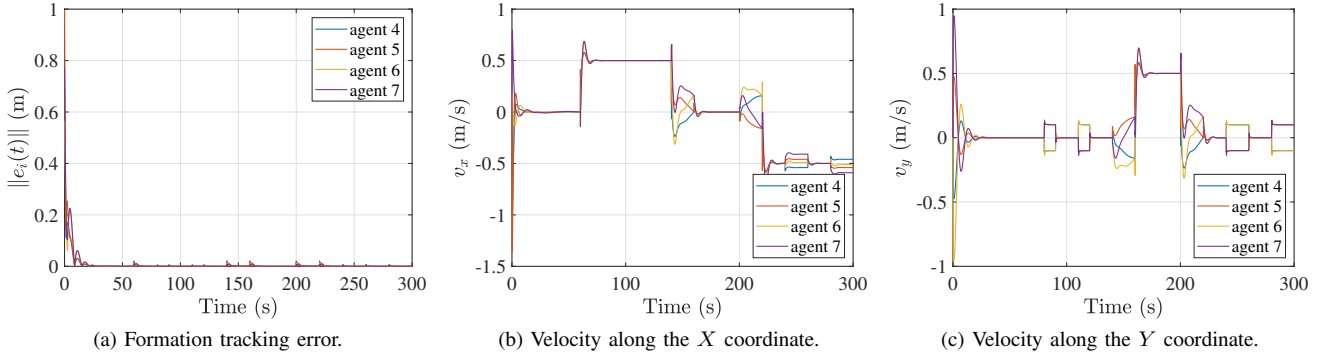 1
0.8
0.6
0.4
0.2
0
0 50 100 150 200 250 300
‖e_i(t)‖ (m)
Time (s)
agent 4
agent 5
agent 6
agent 7
(a) Formation tracking error.
1
0.5
0
-0.5
-1
-1.5
0 100 200 300
v_x (m/s)
Time (s)
agent 4
agent 5
agent 6
agent 7
(b) Velocity along the X coordinate.
1
0.5
0
-0.5
-1
0 100 200 300
v_y (m/s)
Time (s)
agent 4
agent 5
agent 6
agent 7
(c) Velocity along the Y coordinate.